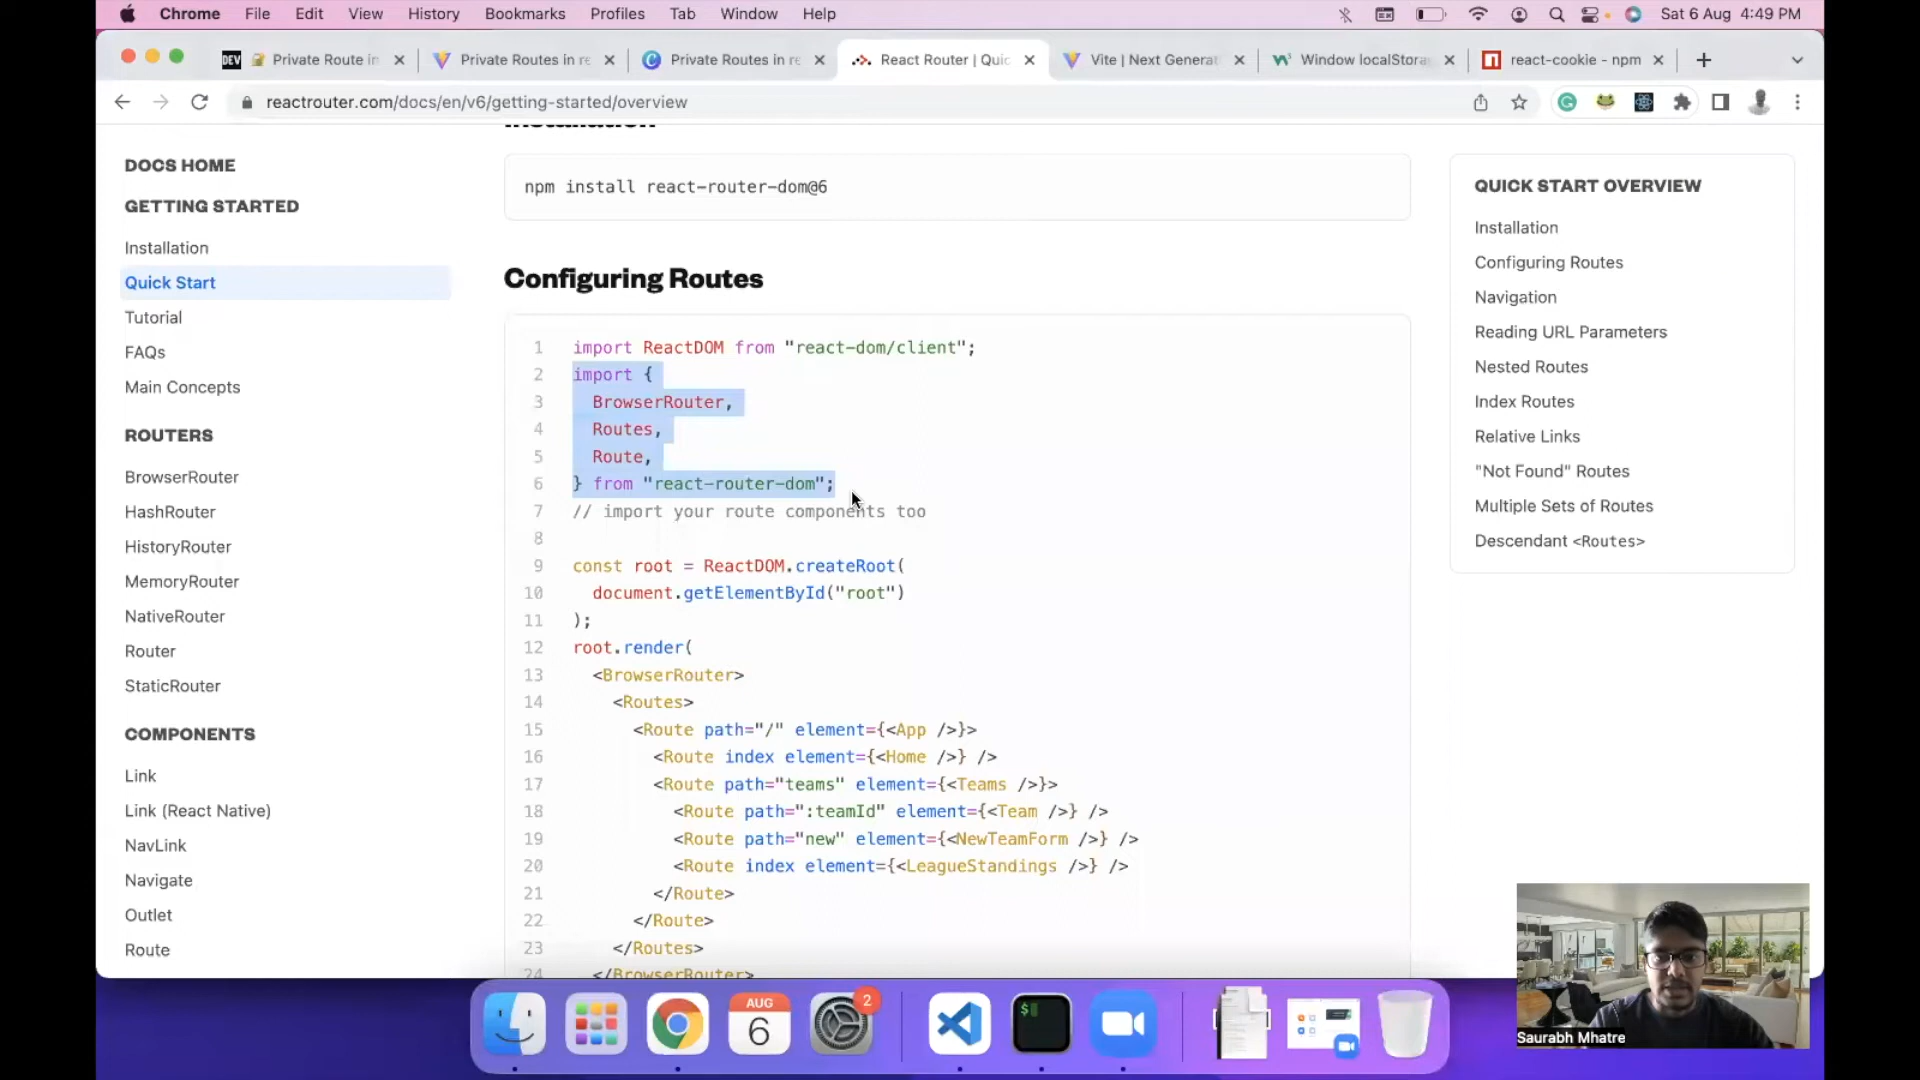 Chrome File Edit View History Bookmarks Profiles Tab Window Help Sat 6 Aug 4:49 PM
DEV Private Route in Private Routes in re Private Routes in re React Router | Quic Vite | Next Generat Window localStora react-cookie - npm
reactrouter.com/docs/en/v6/getting-started/overview
Installation
DOCS HOME
GETTING STARTED
Installation
Quick Start
Tutorial
FAQs
Main Concepts
ROUTERS
BrowserRouter
HashRouter
HistoryRouter
MemoryRouter
NativeRouter
Router
StaticRouter
COMPONENTS
Link
Link (React Native)
NavLink
Navigate
Outlet
Route
npm install react-router-dom@6
Configuring Routes
1 import ReactDOM from "react-dom/client";
2 import {
3 BrowserRouter,
4 Routes,
5 Route,
6 } from "react-router-dom";
7 // import your route components too
8
9 const root = ReactDOM.createRoot(
10 document.getElementById("root")
11 );
12 root.render(
13 <BrowserRouter>
14 <Routes>
15 <Route path="/" element={<App />}>
16 <Route index element={<Home />} />
17 <Route path="teams" element={<Teams />}>
18 <Route path=":teamId" element={<Team />} />
19 <Route path="new" element={<NewTeamForm />} />
20 <Route index element={<LeagueStandings />} />
21 </Route>
22 </Route>
23 </Routes>
24 </BrowserRouter>
QUICK START OVERVIEW
Installation
Configuring Routes
Navigation
Reading URL Parameters
Nested Routes
Index Routes
Relative Links
"Not Found" Routes
Multiple Sets of Routes
Descendant <Routes>
Saurabh Mhatre
AUG
6
2
$